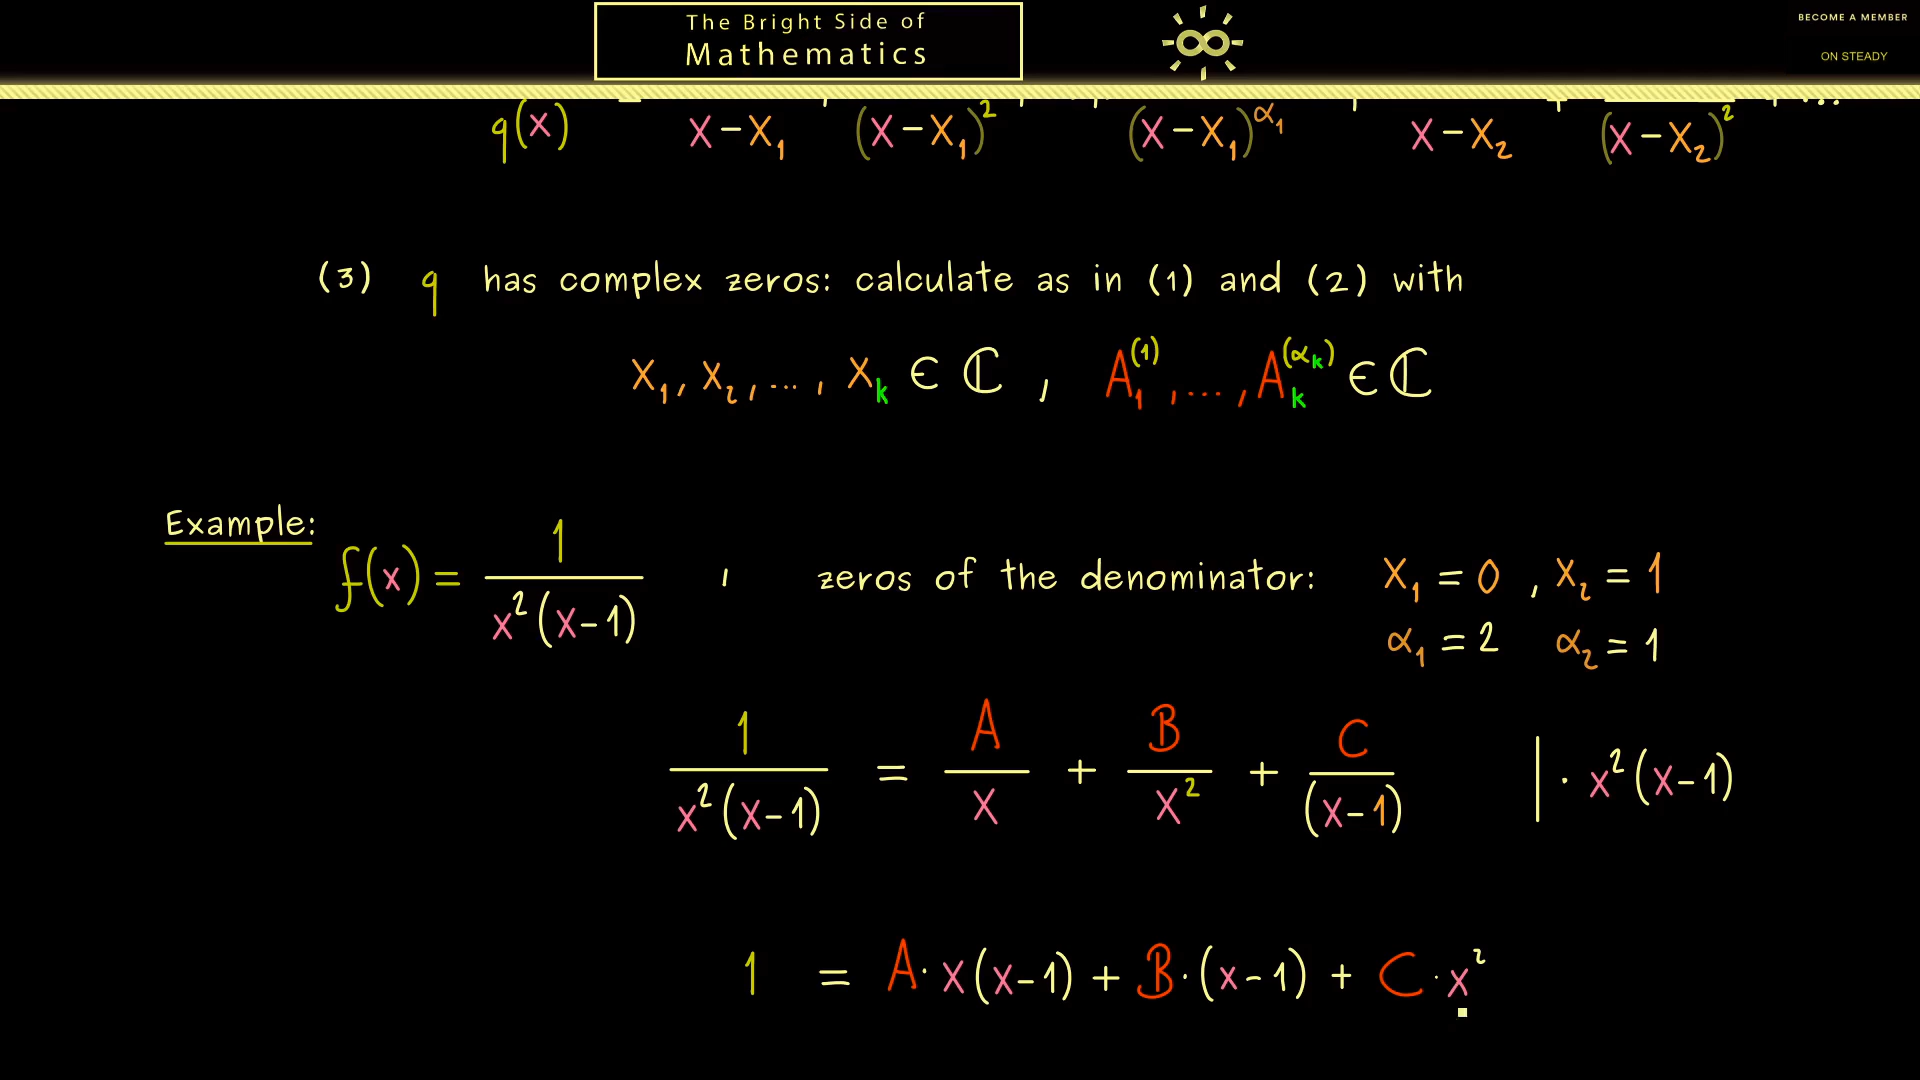 The Bright Side of
Mathematics
BECOME A MEMBER
ON STEADY
q(x) x-x₁ (x-x₁)² (x-x₁)^α₁ x-x₂ (x-x₂)² ...
(3) q has complex zeros: calculate as in (1) and (2) with
x₁, x₂, ..., xₖ ∈ ℂ , A₁⁽¹⁾, ..., Aₖ^(αₖ) ∈ ℂ
Example:
f(x) = 1/(x²(x-1)) , zeros of the denominator: x₁ = 0 , x₂ = 1
α₁ = 2 α₂ = 1
1/(x²(x-1)) = A/x + B/x² + C/(x-1) | · x²(x-1)
1 = A·x(x-1) + B·(x-1) + C·x²